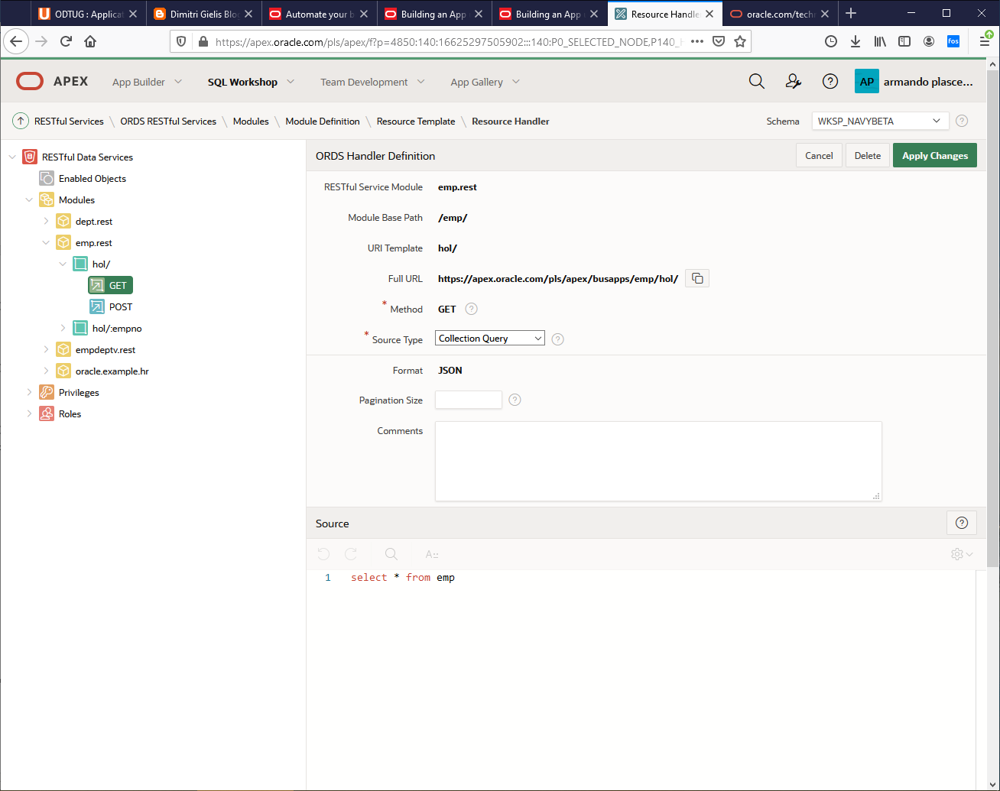 ODTUG : Applicat
Dimitri Gielis Blo
Automate your b
Building an App
Building an App
Resource Handle
oracle.com/tech
https://apex.oracle.com/pls/apex/f?p=4850:140:16625297505902:::140:P0_SELECTED_NODE,P140_
fos
APEX
App Builder
SQL Workshop
Team Development
App Gallery
AP
armando plasce...
RESTful Services \ ORDS RESTful Services \ Modules \ Module Definition \ Resource Template \ Resource Handler
Schema
WKSP_NAVYBETA
RESTful Data Services
Enabled Objects
Modules
dept.rest
emp.rest
hol/
GET
POST
hol/:empno
empdeptv.rest
oracle.example.hr
Privileges
Roles
ORDS Handler Definition
Cancel
Delete
Apply Changes
RESTful Service Module emp.rest
Module Base Path /emp/
URI Template hol/
Full URL https://apex.oracle.com/pls/apex/busapps/emp/hol/
* Method GET
* Source Type Collection Query
Format JSON
Pagination Size
Comments
Source
A::
1 select * from emp